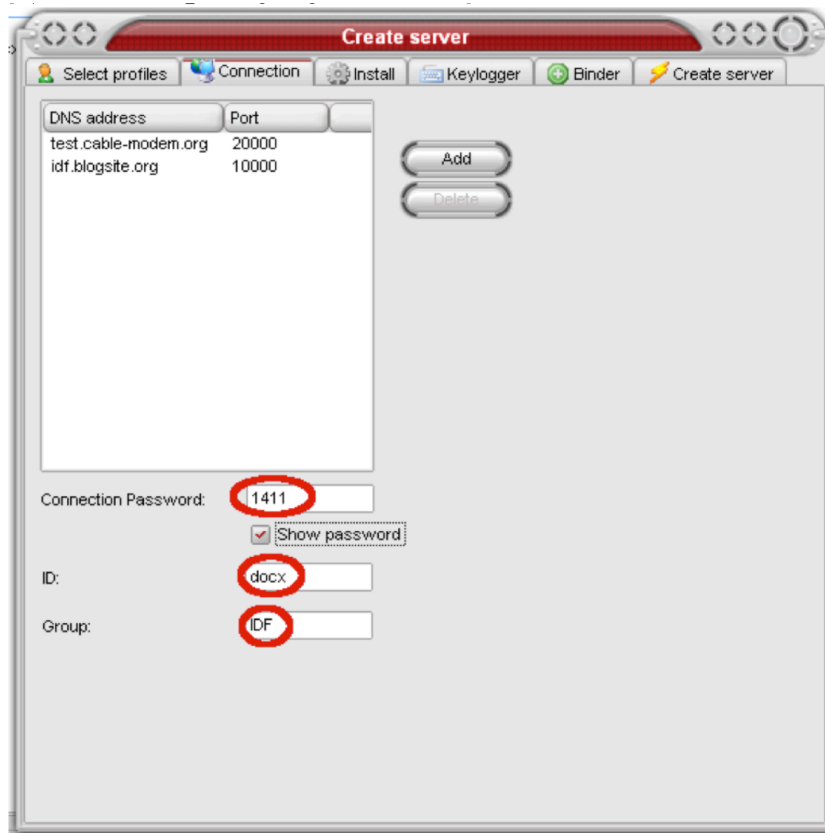 Create server
Select profiles Connection Install Keylogger Binder Create server
DNS address Port
test.cable-modem.org 20000
idf.blogsite.org 10000
Add
Delete
Connection Password: 1411
Show password
ID: docx
Group: IDF